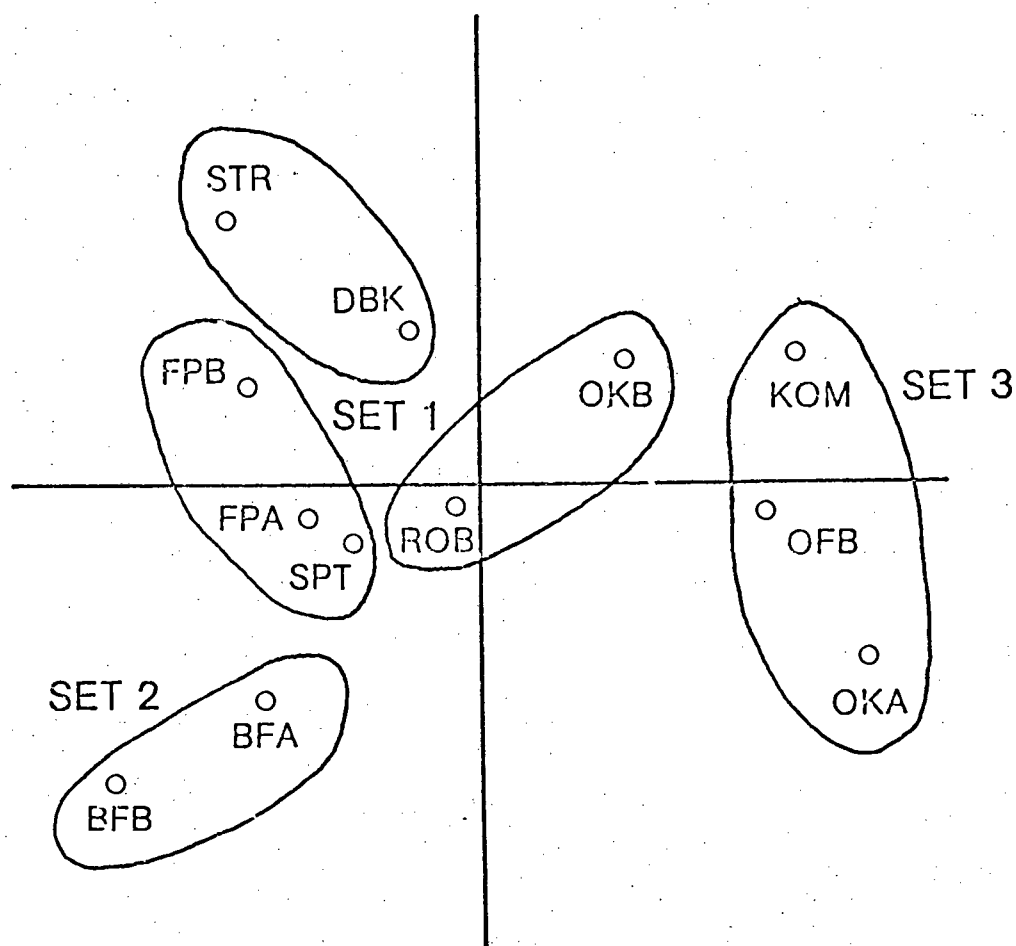 STR
DBK
FPB
SET 1
OKB
KOM
SET 3
FPA
SPT
ROB
OFB
SET 2
BFA
OKA
BFB